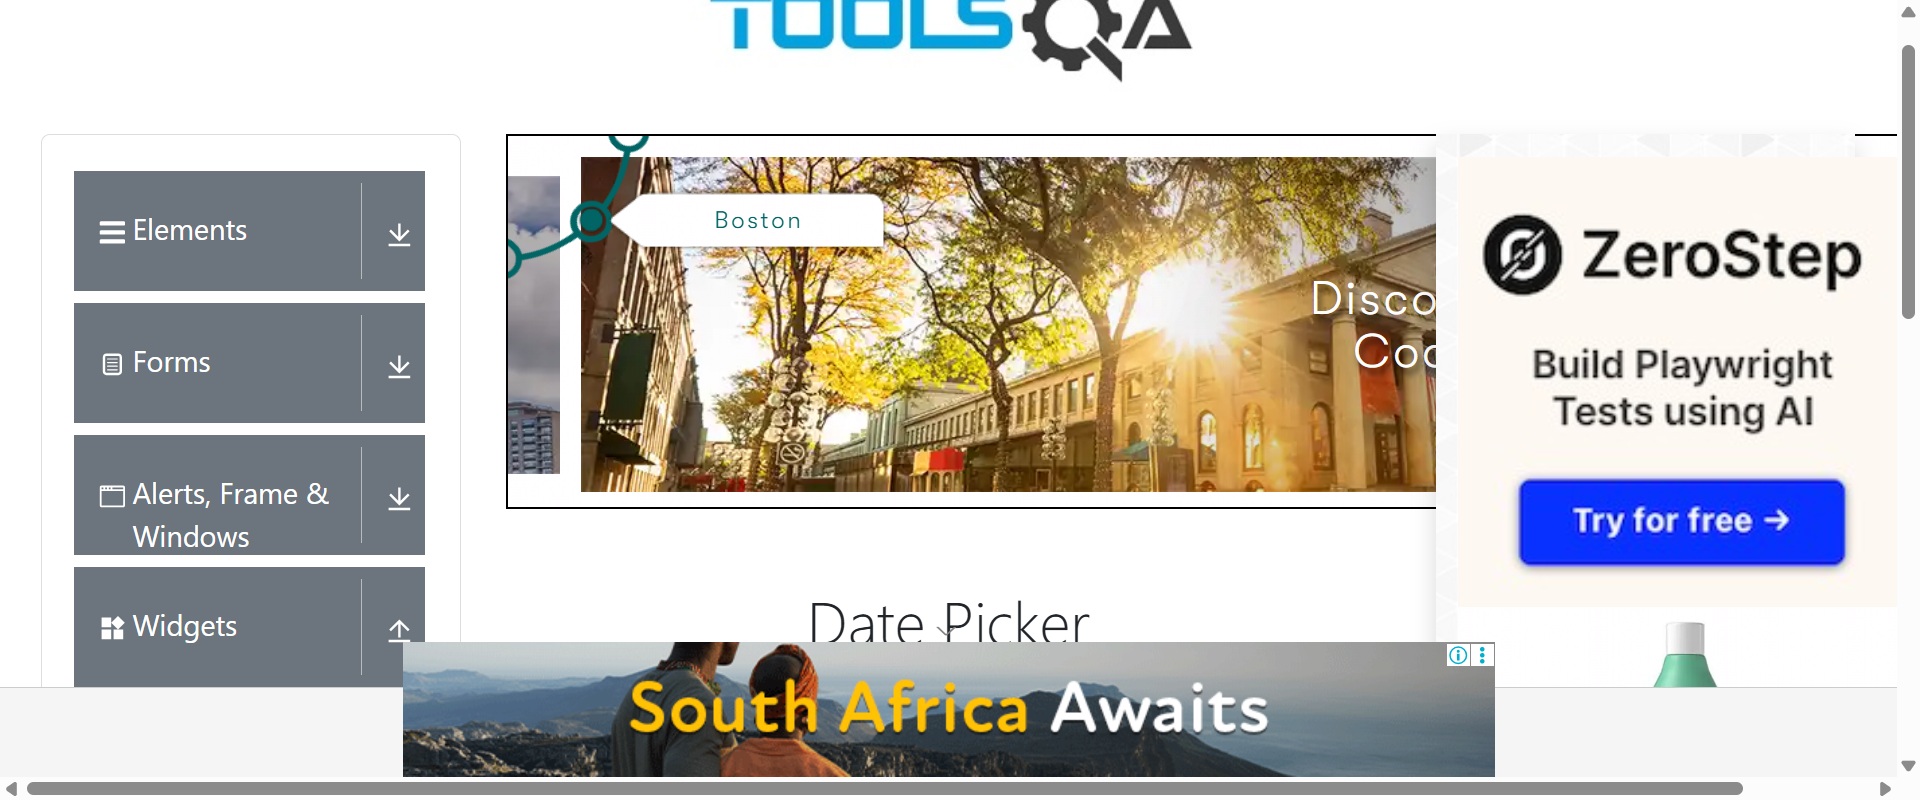 TOOLSQA
Elements
Forms
Alerts, Frame &
Windows
Widgets
Boston
Disco
Coo
ZeroStep
Build Playwright
Tests using AI
Try for free →
Date Picker
South Africa Awaits